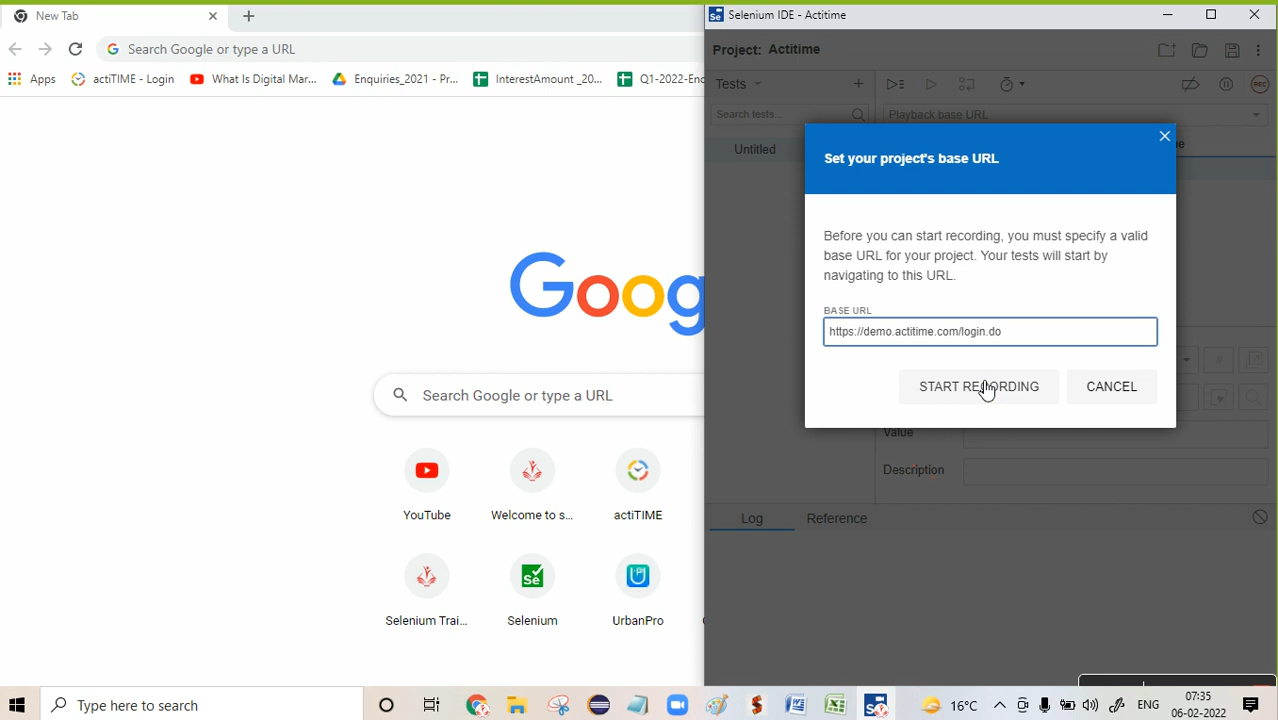 New Tab
Selenium IDE - Actitime
Search Google or type a URL
Project: Actitime
Apps
actiTIME - Login
What Is Digital Mar...
Enquiries_2021 - Pr...
InterestAmount _20...
Q1-2022-Enq
Tests
REC
Search tests...
Playback base URL
Untitled
Set your project's base URL
Before you can start recording, you must specify a valid
base URL for your project. Your tests will start by
navigating to this URL.
BASE URL
https://demo.actitime.com/login.do
START RECORDING
CANCEL
Goog
Search Google or type a URL
YouTube
Welcome to s...
actiTIME
Selenium Trai...
Selenium
UrbanPro
Value
Description
Log
Reference
Type here to search
16°C
ENG
07:35
06-02-2022